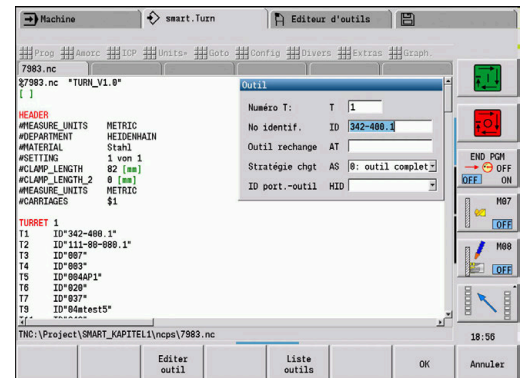 Machine
smart.Turn
Editeur d'outils
Prog Amorc ICP Units» Goto Config Divers Extras Graph.
7983.nc
%7983.nc "TURN_V1.0"
[ ]
HEADER
#MEASURE_UNITS METRIC
#DEPARTMENT HEIDENHAIN
#MATERIAL Stahl
#SETTING 1 von 1
#CLAMP_LENGTH 82 [mm]
#CLAMP_LENGTH_2 0 [mm]
#MEASURE_UNITS METRIC
#CARRIAGES $1
TURRET 1
T1 ID"342-400.1"
T2 ID"111-80-080.1"
T3 ID"007"
T4 ID"003"
T5 ID"004AP1"
T6 ID"020"
T7 ID"037"
T9 ID"04mtest5"
Outil
Numéro T: T 1
No identif. ID 342-400.1
Outil rechange AT
Stratégie chgt AS 0: outil complet
ID port.-outil HID
END PGM
OFF
OFF ON
M07
OFF
M08
OFF
TNC:\Project\SMART_KAPITEL1\ncps\7983.nc
18:56
Editer outil
Liste outils
OK
Annuler